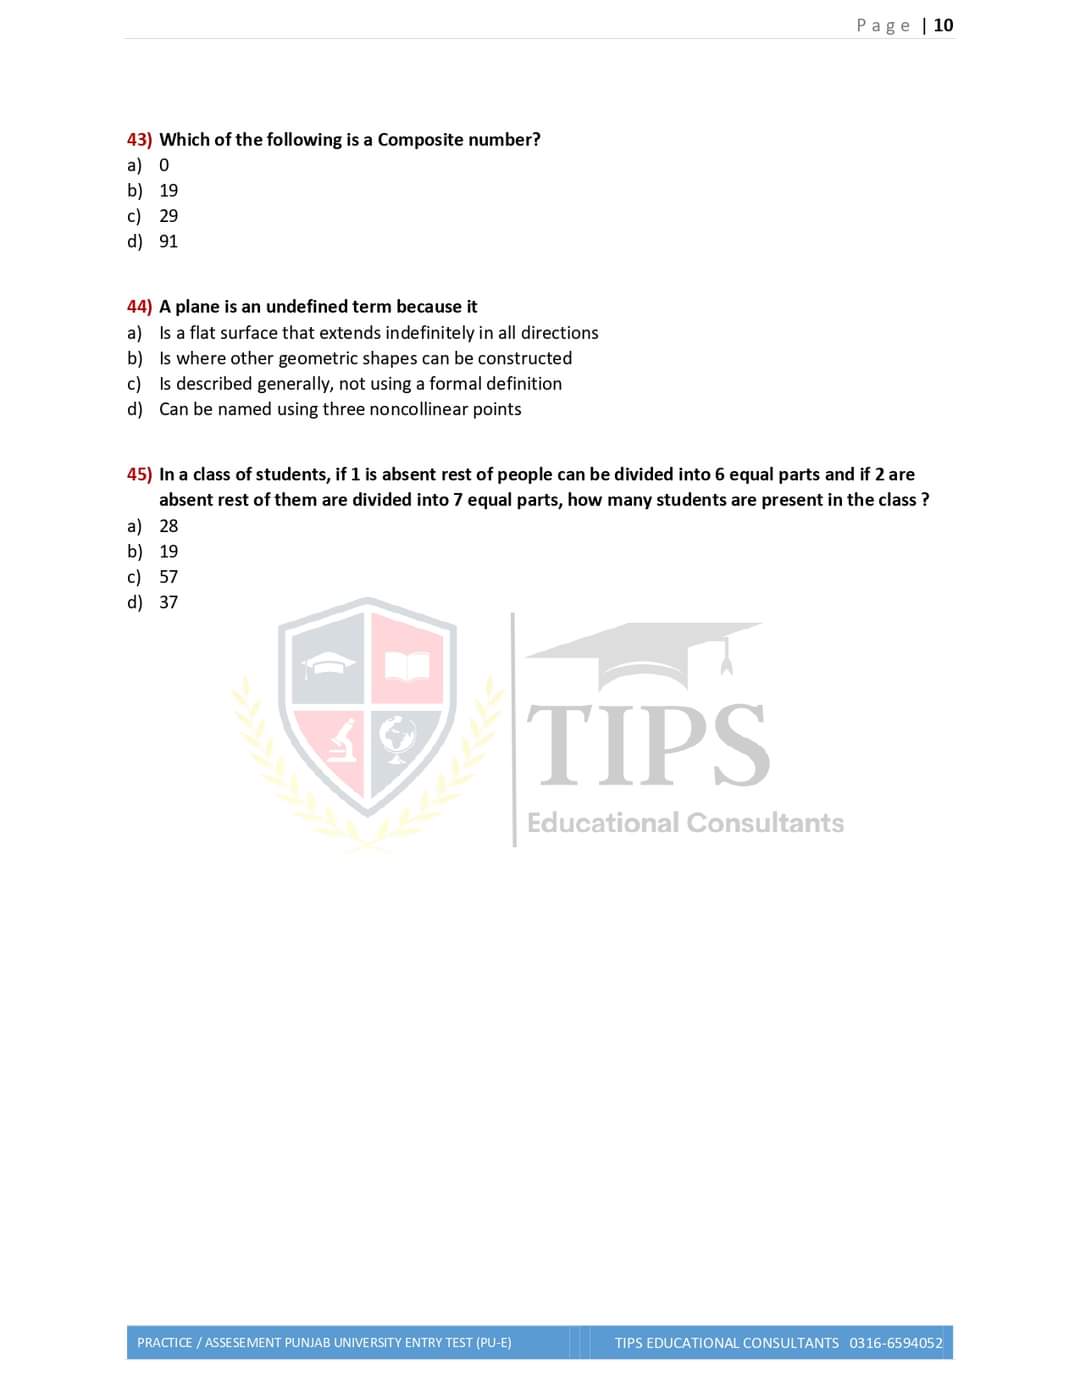 Page | 10
43) Which of the following is a Composite number?
a) 0
b) 19
c) 29
d) 91
44) A plane is an undefined term because it
a) Is a flat surface that extends indefinitely in all directions
b) Is where other geometric shapes can be constructed
c) Is described generally, not using a formal definition
d) Can be named using three noncollinear points
45) In a class of students, if 1 is absent rest of people can be divided into 6 equal parts and if 2 are
absent rest of them are divided into 7 equal parts, how many students are present in the class ?
a) 28
b) 19
c) 57
d) 37
TIPS
Educational Consultants
PRACTICE / ASSESEMENT PUNJAB UNIVERSITY ENTRY TEST (PU-E) TIPS EDUCATIONAL CONSULTANTS 0316-6594052